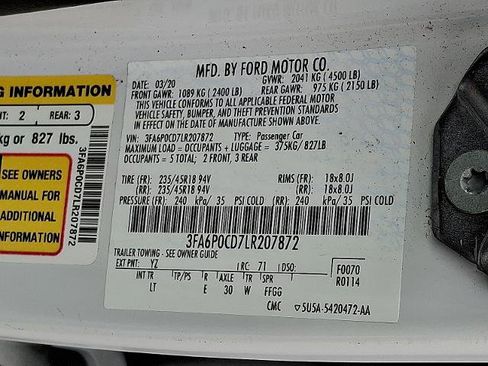 G INFORMATION
NT: 2 REAR: 3
kg or 827 lbs.
SEE OWNERS
MANUAL FOR
ADDITIONAL
INFORMATION
3FA6P0CD7LR207872
MFD. BY FORD MOTOR CO.
DATE: 03/20 GVWR: 2041 KG (4500 LB)
FRONT GAWR: 1089 KG (2400 LB) REAR GAWR: 975 KG (2150 LB)
THIS VEHICLE CONFORMS TO ALL APPLICABLE FEDERAL MOTOR
VEHICLE SAFETY, BUMPER, AND THEFT PREVENTION STANDARDS
IN EFFECT ON THE DATE OF MANUFACTURE SHOWN ABOVE.
VIN: 3FA6P0CD7LR207872 TYPE: Passenger Car
MAXIMUM LOAD: OCCUPANTS + LUGGAGE = 375KG/827LB
OCCUPANTS: 5 TOTAL; 2 FRONT, 3 REAR
TIRE (FR): 235/45R18 94V RIMS (FR): 18x8.0J
(RR): 235/45R18 94V (RR): 18x8.0J
PRESSURE (FR): 240 kPa/ 35 PSI COLD (RR): 240 kPa/ 35 PSI COLD
3FA6P0CD7LR207872
TRAILER TOWING - SEE OWNER GUIDE
EXT PNT: YZ RC: 71 DSO: F0070
INT TR TP/PS R AXLE TR SPR R0114
LT E 30 W FFGG
CMC 5U5A-5420472-AA